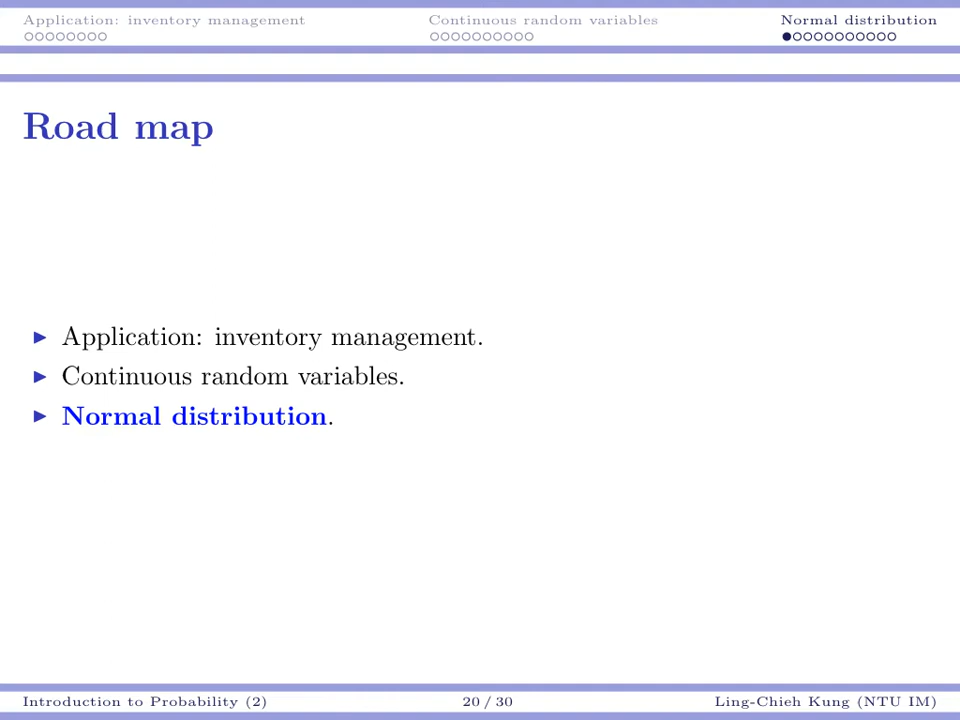 Application: inventory management
Continuous random variables
Normal distribution
Road map
Application: inventory management.
Continuous random variables.
Normal distribution.
Introduction to Probability (2)
20 / 30
Ling-Chieh Kung (NTU IM)